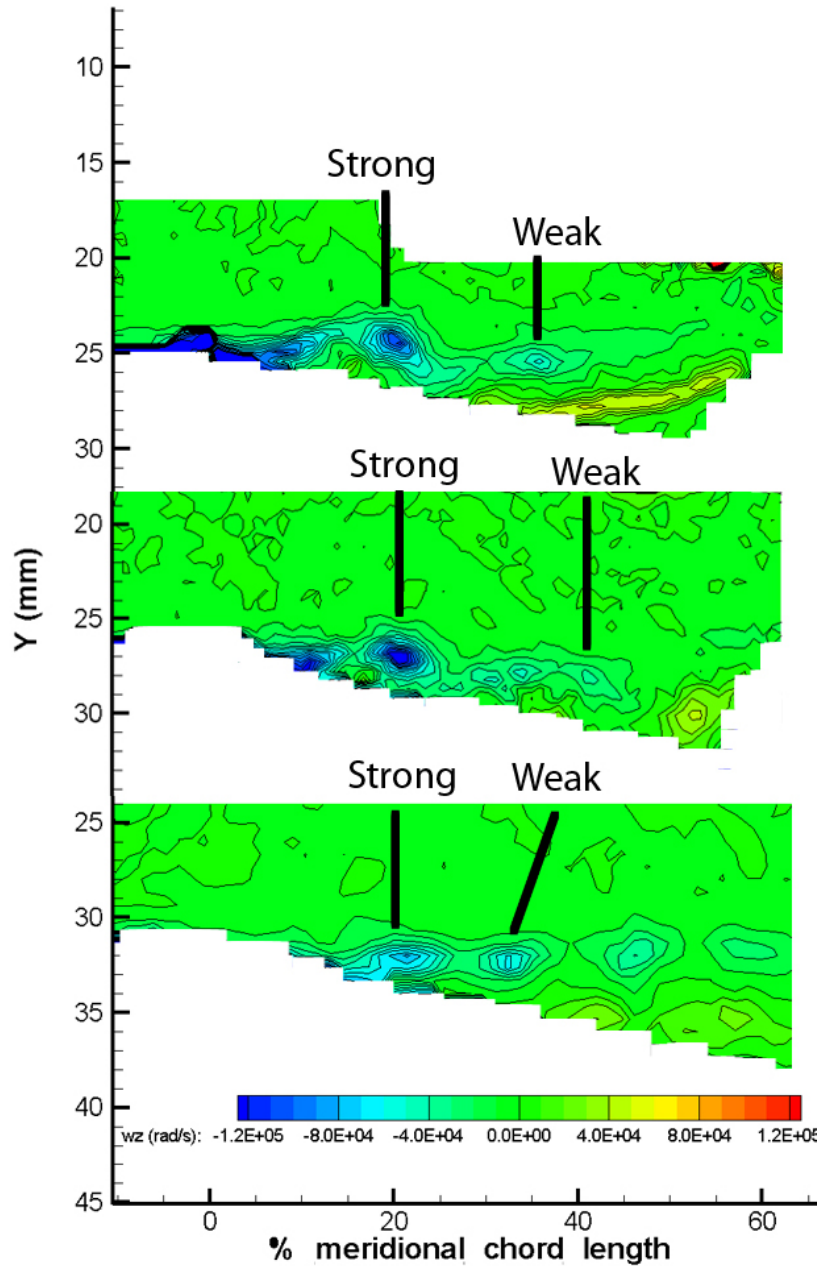 10
15
Strong
Weak
20
25
30
Strong
Weak
20
25
30
Strong
Weak
25
30
35
40
45
Y (mm)
wz (rad/s): -1.2E+05 -8.0E+04 -4.0E+04 0.0E+00 4.0E+04 8.0E+04 1.2E+05
0 20 40 60
% meridional chord length